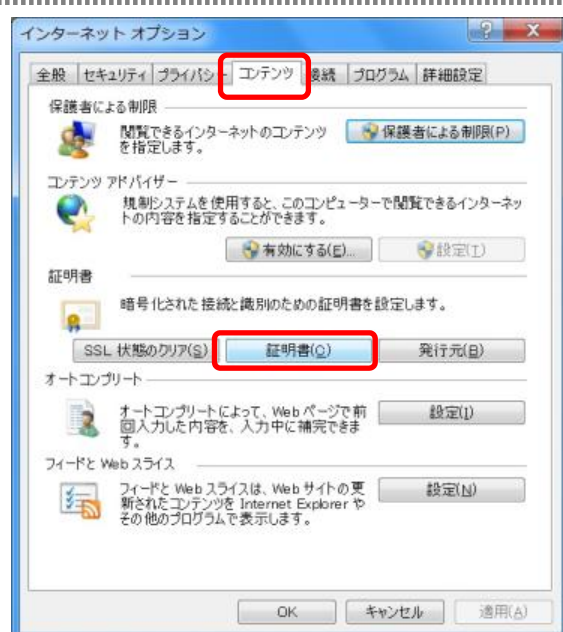 インターネット オプション
全般 セキュリティ プライバシー コンテンツ 接続 プログラム 詳細設定
保護者による制限
閲覧できるインターネットのコンテンツ
を指定します。
保護者による制限(P)
コンテンツ アドバイザー
規制システムを使用すると、このコンピューターで閲覧できるインターネッ
トの内容を指定することができます。
有効にする(E)... 設定(T)
証明書
暗号化された接続と識別のための証明書を設定します。
SSL 状態のクリア(S) 証明書(C) 発行元(B)
オートコンプリート
オートコンプリートによって、Web ページで前
回入力した内容を、入力中に補完できま
す。
設定(I)
フィードと Web スライス
フィードと Web スライスは、Web サイトの更
新されたコンテンツを Internet Explorer や
その他のプログラムで表示します。
設定(N)
OK キャンセル 適用(A)